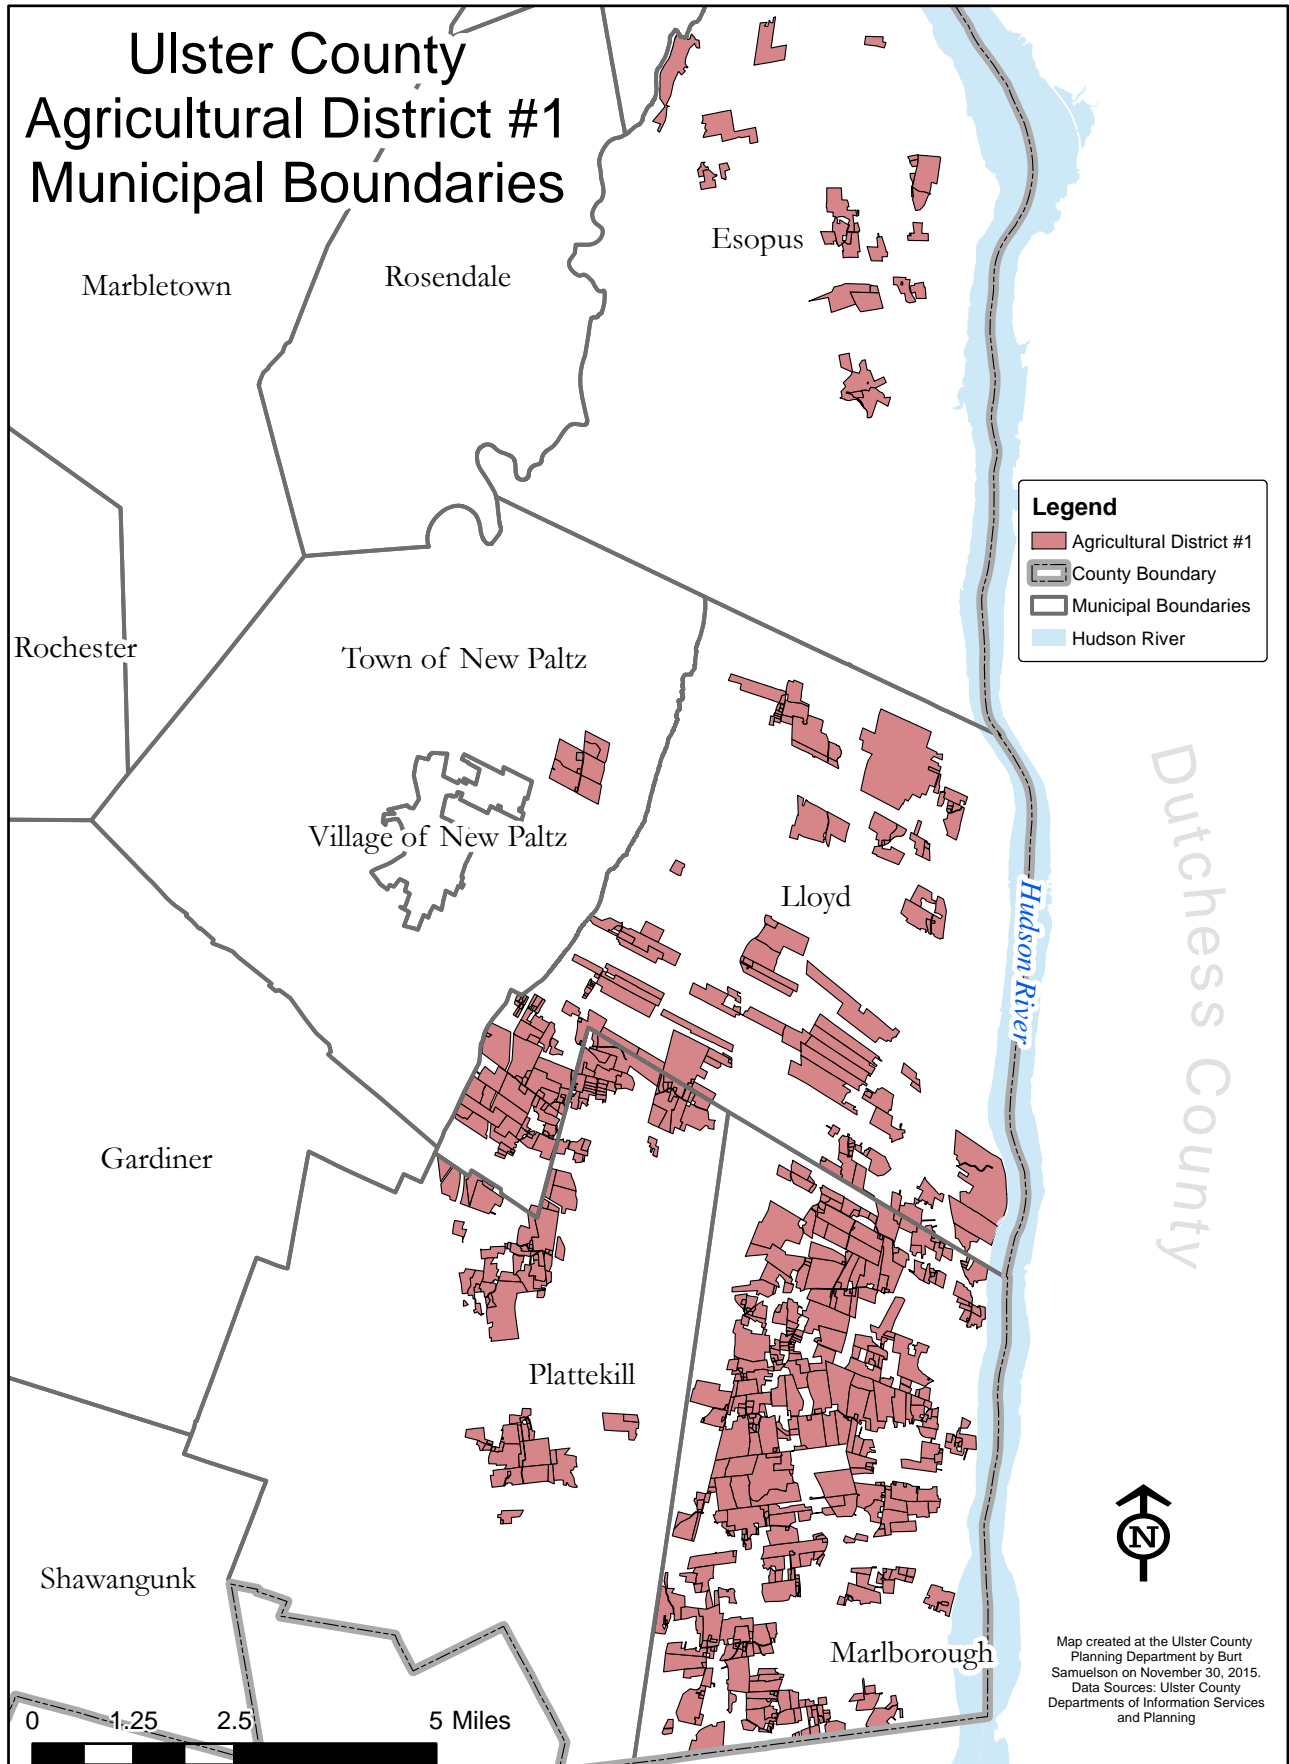 Ulster County
Agricultural District #1
Municipal Boundaries
Esopus
Marbletown
Rosendale
Legend
Agricultural District #1
County Boundary
Municipal Boundaries
Hudson River
Rochester
Town of New Paltz
Village of New Paltz
Lloyd
Hudson River
Dutchess County
Gardiner
Plattekill
N
Shawangunk
Marlborough
Map created at the Ulster County
Planning Department by Burt
Samuelson on November 30, 2015.
Data Sources: Ulster County
Departments of Information Services
and Planning
0 1.25 2.5 5 Miles